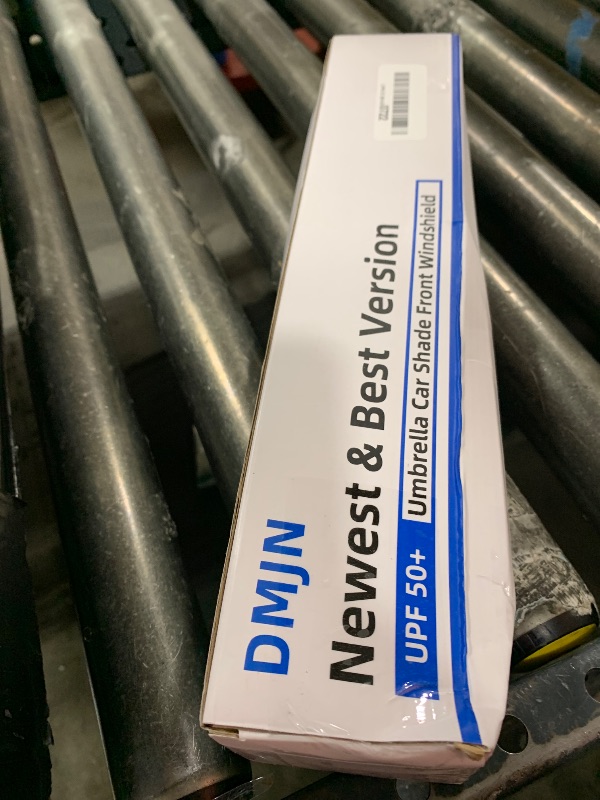 DMJN
Newest & Best Version
UPF 50+ Umbrella Car Shade Front Windshield